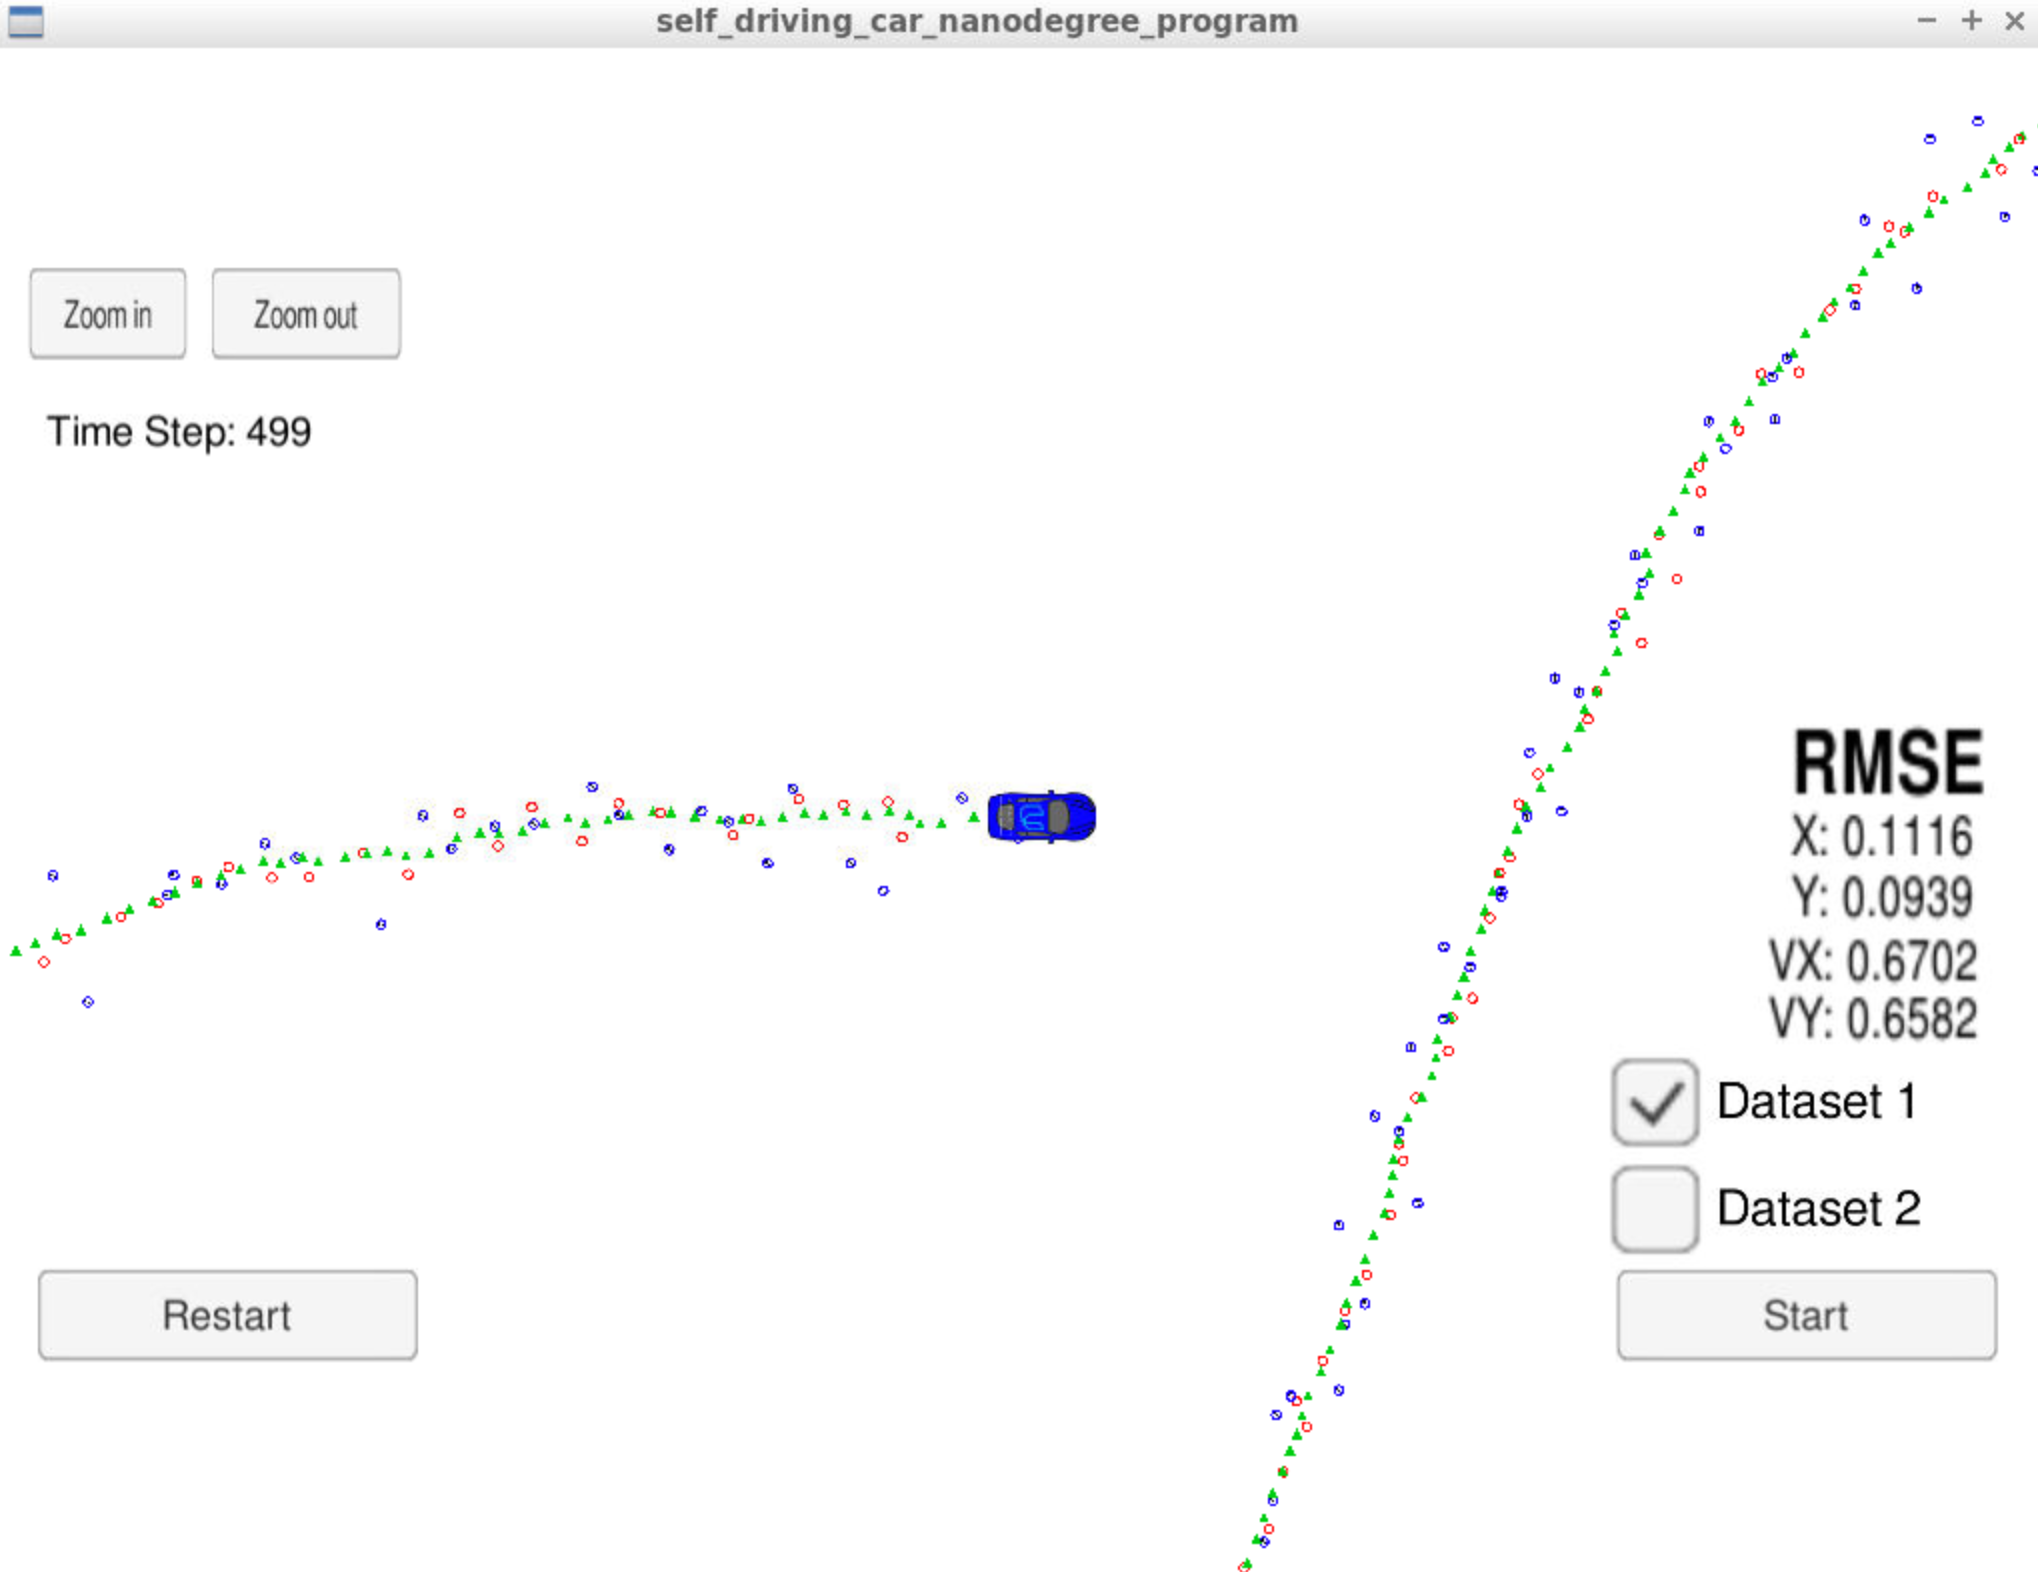 self_driving_car_nanodegree_program
Zoom in
Zoom out
Time Step: 499
RMSE
X: 0.1116
Y: 0.0939
VX: 0.6702
VY: 0.6582
Dataset 1
Dataset 2
Restart
Start